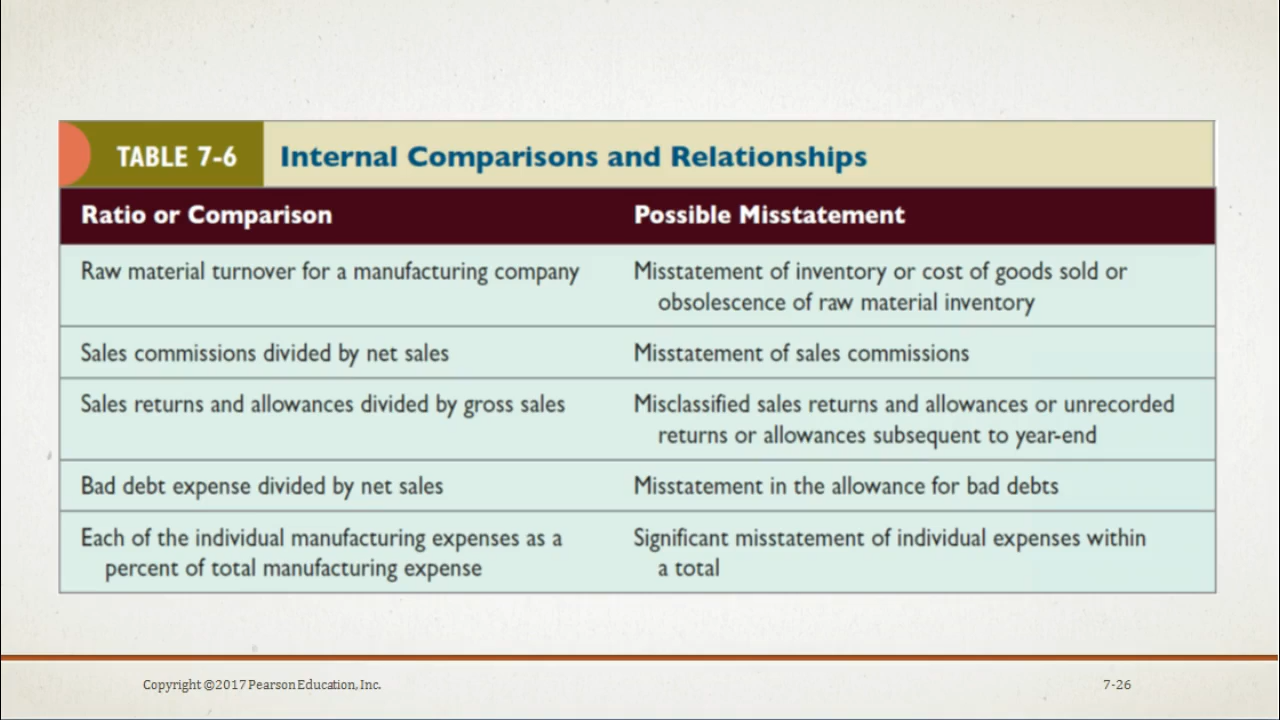 TABLE 7-6
Internal Comparisons and Relationships
Ratio or Comparison
Possible Misstatement
Raw material turnover for a manufacturing company
Misstatement of inventory or cost of goods sold or
obsolescence of raw material inventory
Sales commissions divided by net sales
Misstatement of sales commissions
Sales returns and allowances divided by gross sales
Misclassified sales returns and allowances or unrecorded
returns or allowances subsequent to year-end
Bad debt expense divided by net sales
Misstatement in the allowance for bad debts
Each of the individual manufacturing expenses as a
percent of total manufacturing expense
Significant misstatement of individual expenses within
a total
Copyright ©2017 Pearson Education, Inc.
7-26